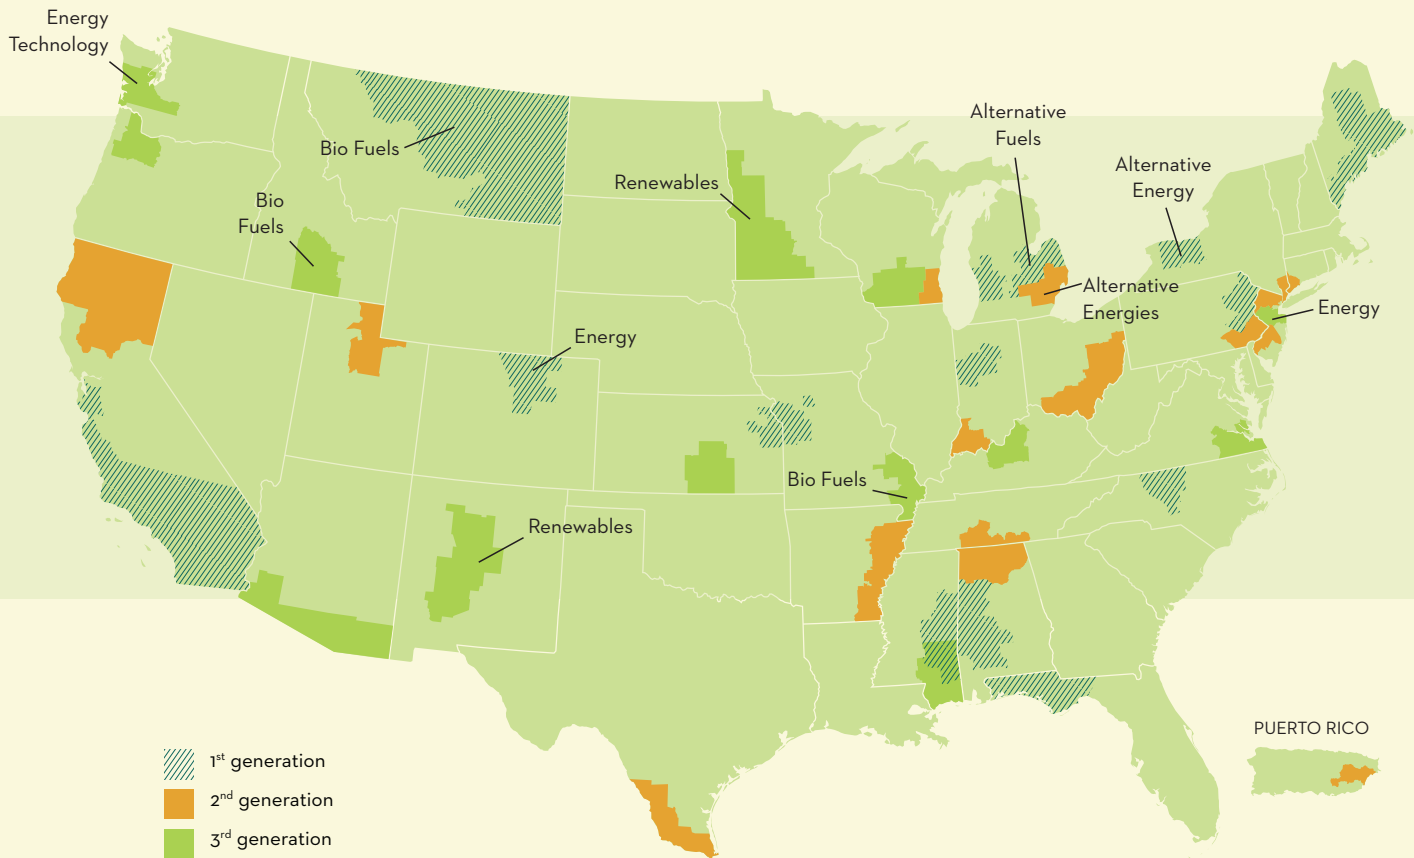 Energy
Technology
Bio Fuels
Bio
Fuels
Renewables
Alternative
Fuels
Alternative
Energy
Alternative
Energies
Energy
Energy
Bio Fuels
Renewables
PUERTO RICO
1st generation
2nd generation
3rd generation